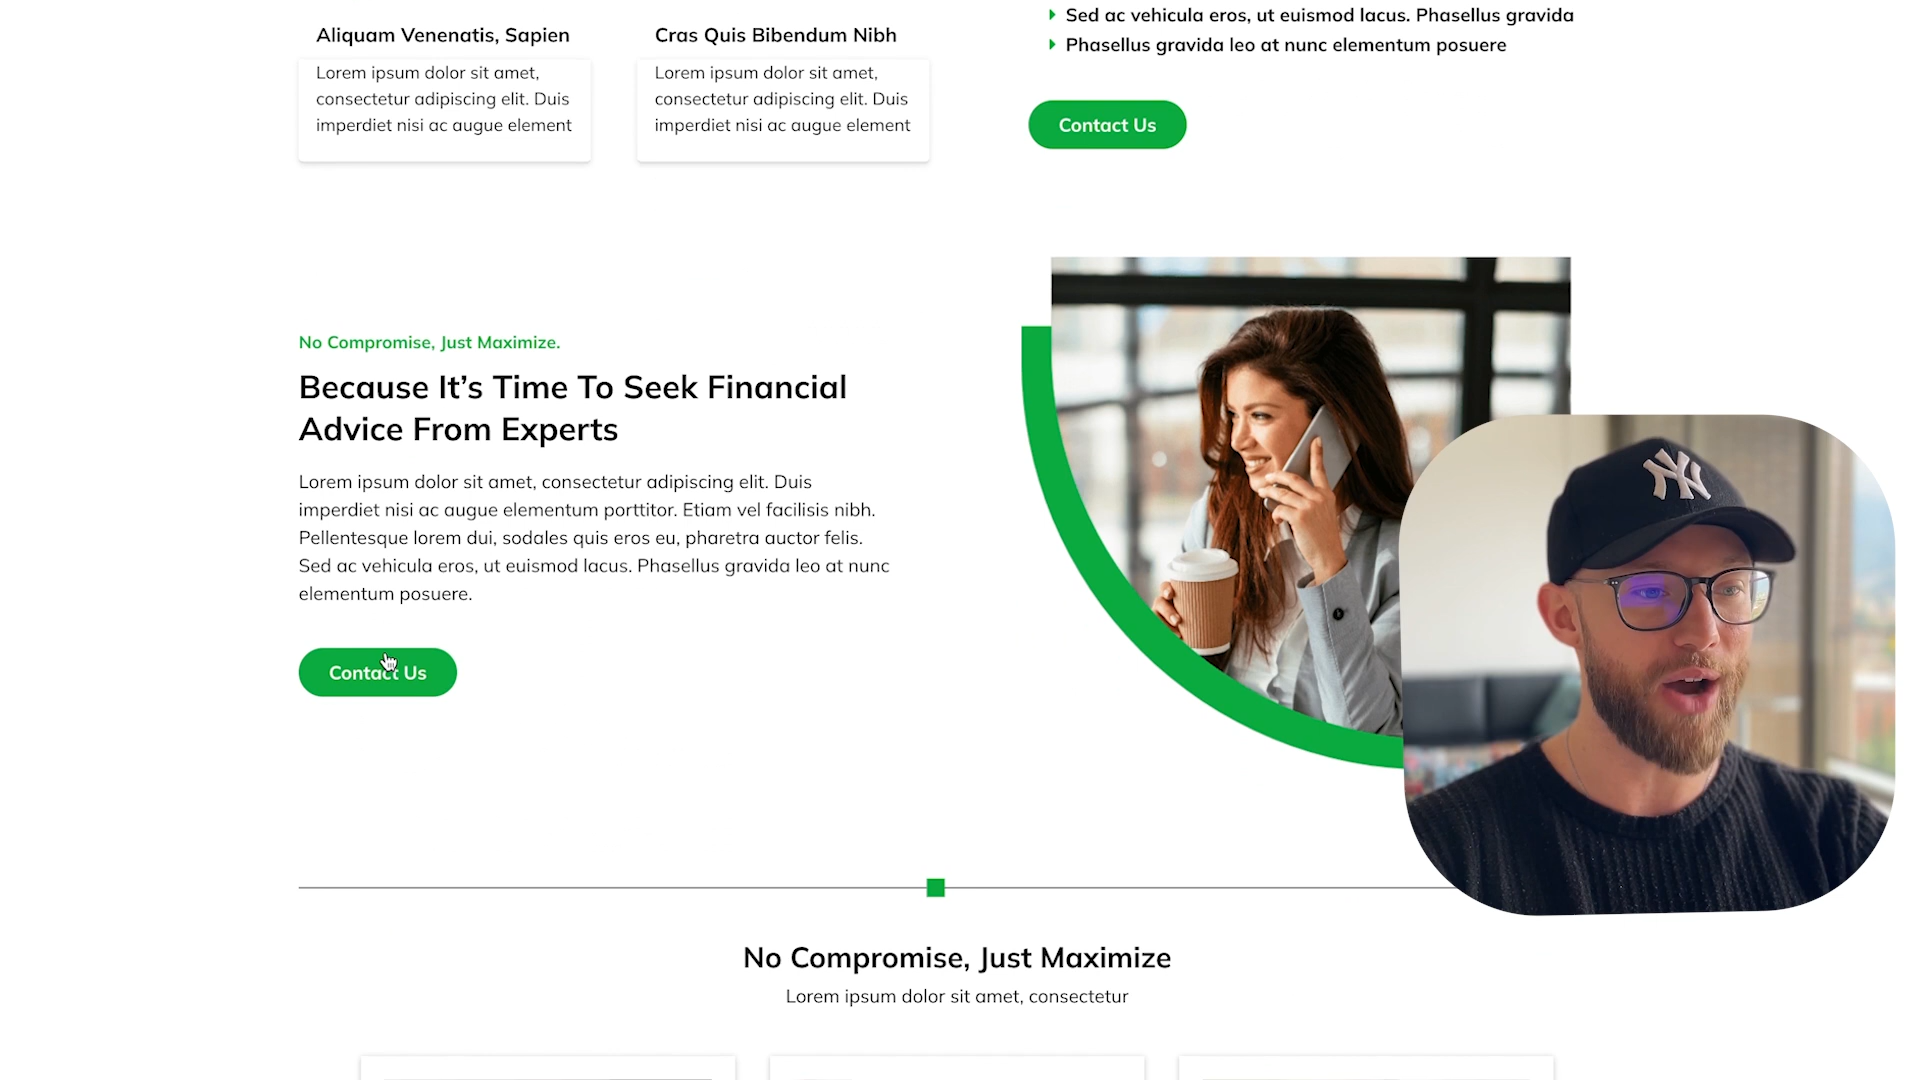 Aliquam Venenatis, Sapien
Lorem ipsum dolor sit amet,
consectetur adipiscing elit. Duis
imperdiet nisi ac augue element
Cras Quis Bibendum Nibh
Lorem ipsum dolor sit amet,
consectetur adipiscing elit. Duis
imperdiet nisi ac augue element
Sed ac vehicula eros, ut euismod lacus. Phasellus gravida
Phasellus gravida leo at nunc elementum posuere
Contact Us
No Compromise, Just Maximize.
Because It’s Time To Seek Financial
Advice From Experts
Lorem ipsum dolor sit amet, consectetur adipiscing elit. Duis
imperdiet nisi ac augue elementum porttitor. Etiam vel facilisis nibh.
Pellentesque lorem dui, sodales quis eros eu, pharetra auctor felis.
Sed ac vehicula eros, ut euismod lacus. Phasellus gravida leo at nunc
elementum posuere.
Contact Us
NY
No Compromise, Just Maximize
Lorem ipsum dolor sit amet, consectetur